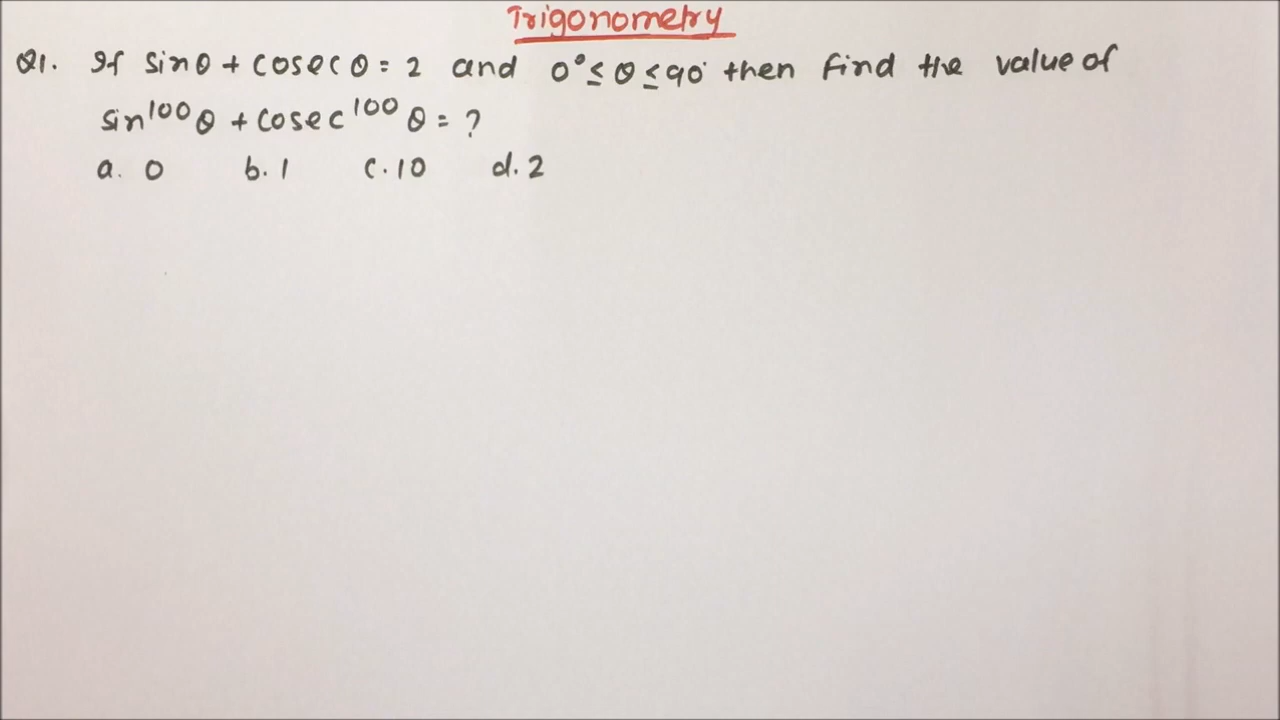 Trigonometry
Q1. If sinθ + cosec θ = 2 and 0° ≤ θ ≤ 90° then find the value of
sin¹⁰⁰θ + cosec¹⁰⁰θ = ?
a. 0 b. 1 c. 10 d. 2